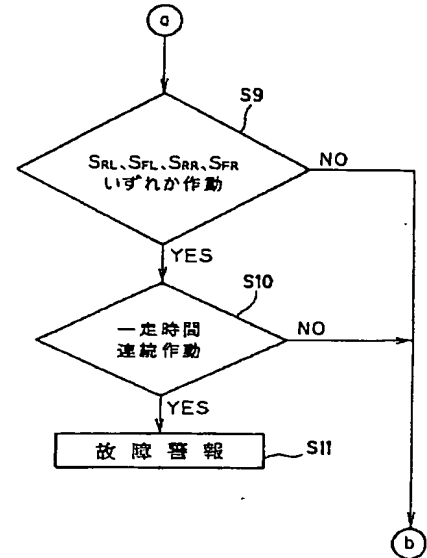 a
S9
SRL、SFL、SRR、SFR
いずれか作動
NO
YES
S10
一定時間
連続作動
NO
YES
故障警報
S11
b